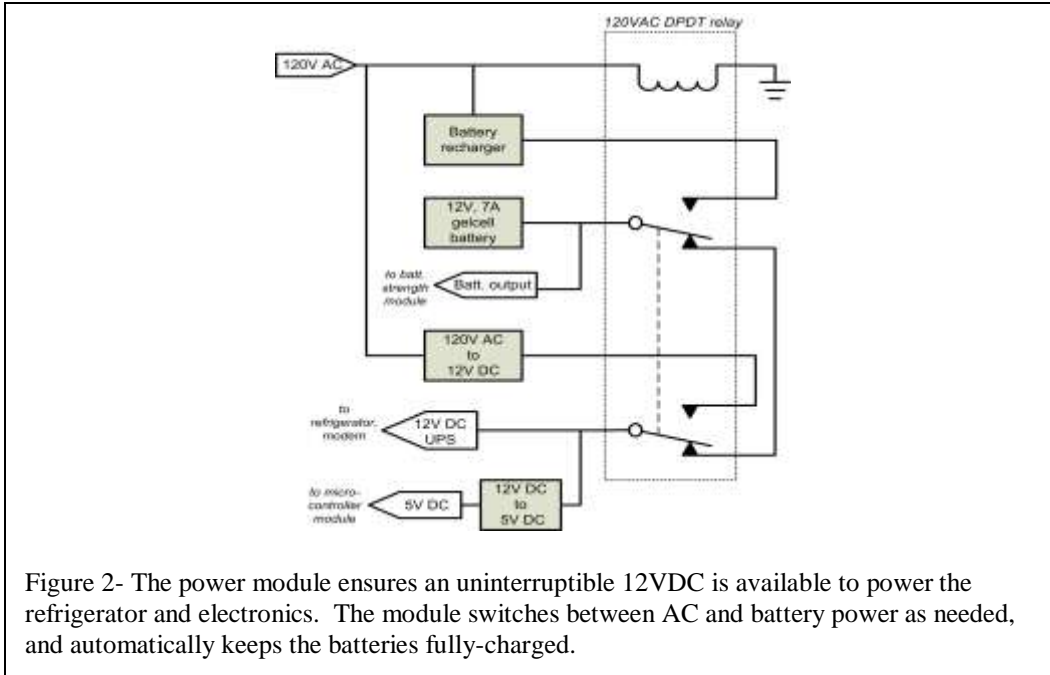 120VAC DPDT relay
120V AC
Battery
recharger
12V, 7A
gelcell
battery
to batt.
strength
module
Batt. output
120V AC
to
12V DC
to
refrigerator,
modem
12V DC
UPS
to micro-
controller
module
5V DC
12V DC
to
5V DC
Figure 2- The power module ensures an uninterruptible 12VDC is available to power the
refrigerator and electronics.  The module switches between AC and battery power as needed,
and automatically keeps the batteries fully-charged.